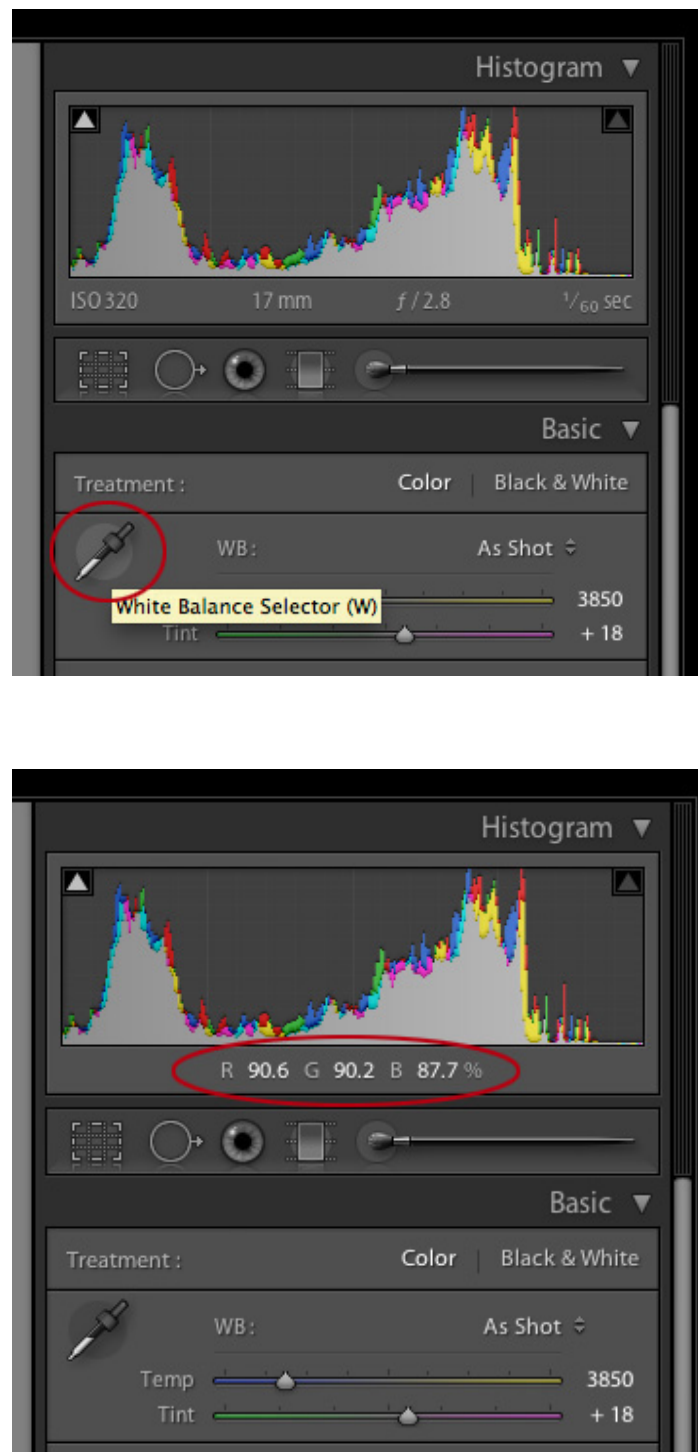 Histogram
ISO 320 17 mm ƒ / 2.8 1/60 sec
Basic
Treatment : Color | Black & White
WB : As Shot
White Balance Selector (W) 3850
Tint + 18
Histogram
R 90.6 G 90.2 B 87.7 %
Basic
Treatment : Color | Black & White
WB : As Shot
Temp 3850
Tint + 18